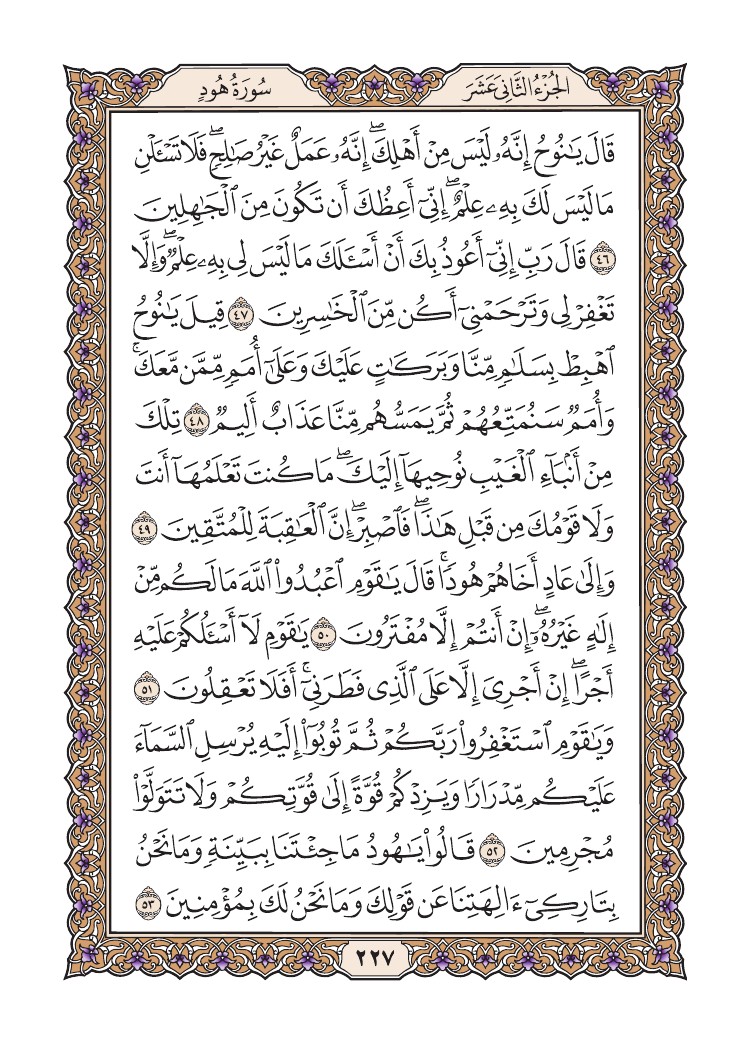 الجُزْءُ الثَّانِيَ عَشَرَ
سُورَةُ هُودٍ
قَالَ يَٰنُوحُ إِنَّهُۥ لَيْسَ مِنْ أَهْلِكَۖ إِنَّهُۥ عَمَلٌ غَيْرُ صَٰلِحٖۖ فَلَا تَسْـَٔلْنِ
مَا لَيْسَ لَكَ بِهِۦ عِلْمٌۖ إِنِّيٓ أَعِظُكَ أَن تَكُونَ مِنَ ٱلْجَٰهِلِينَ
٤٦ قَالَ رَبِّ إِنِّيٓ أَعُوذُ بِكَ أَنْ أَسْـَٔلَكَ مَا لَيْسَ لِي بِهِۦ عِلْمٞۖ وَإِلَّا
تَغْفِرْ لِي وَتَرْحَمْنِيٓ أَكُن مِّنَ ٱلْخَٰسِرِينَ ٤٧ قِيلَ يَٰنُوحُ
ٱهْبِطْ بِسَلَٰمٖ مِّنَّا وَبَرَكَٰتٍ عَلَيْكَ وَعَلَىٰٓ أُمَمٖ مِّمَّن مَّعَكَۚ
وَأُمَمٞ سَنُمَتِّعُهُمْ ثُمَّ يَمَسُّهُم مِّنَّا عَذَابٌ أَلِيمٞ ٤٨ تِلْكَ
مِنْ أَنۢبَآءِ ٱلْغَيْبِ نُوحِيهَآ إِلَيْكَۖ مَا كُنتَ تَعْلَمُهَآ أَنتَ
وَلَا قَوْمُكَ مِن قَبْلِ هَٰذَاۖ فَٱصْبِرْۖ إِنَّ ٱلْعَٰقِبَةَ لِلْمُتَّقِينَ ٤٩
وَإِلَىٰ عَادٍ أَخَاهُمْ هُودٗاۚ قَالَ يَٰقَوْمِ ٱعْبُدُوا۟ ٱللَّهَ مَا لَكُم مِّنْ
إِلَٰهٍ غَيْرُهُۥٓۖ إِنْ أَنتُمْ إِلَّا مُفْتَرُونَ ٥٠ يَٰقَوْمِ لَآ أَسْـَٔلُكُمْ عَلَيْهِ
أَجْرًاۖ إِنْ أَجْرِيَ إِلَّا عَلَى ٱلَّذِي فَطَرَنِيٓۚ أَفَلَا تَعْقِلُونَ ٥١
وَيَٰقَوْمِ ٱسْتَغْفِرُوا۟ رَبَّكُمْ ثُمَّ تُوبُوٓا۟ إِلَيْهِ يُرْسِلِ ٱلسَّمَآءَ
عَلَيْكُم مِّدْرَارٗا وَيَزِدْكُمْ قُوَّةً إِلَىٰ قُوَّتِكُمْ وَلَا تَتَوَلَّوْا۟
مُجْرِمِينَ ٥٢ قَالُوا۟ يَٰهُودُ مَا جِئْتَنَا بِبَيِّنَةٖ وَمَا نَحْنُ
بِتَارِكِيٓ ءَالِهَتِنَا عَن قَوْلِكَ وَمَا نَحْنُ لَكَ بِمُؤْمِنِينَ ٥٣
٢٢٧